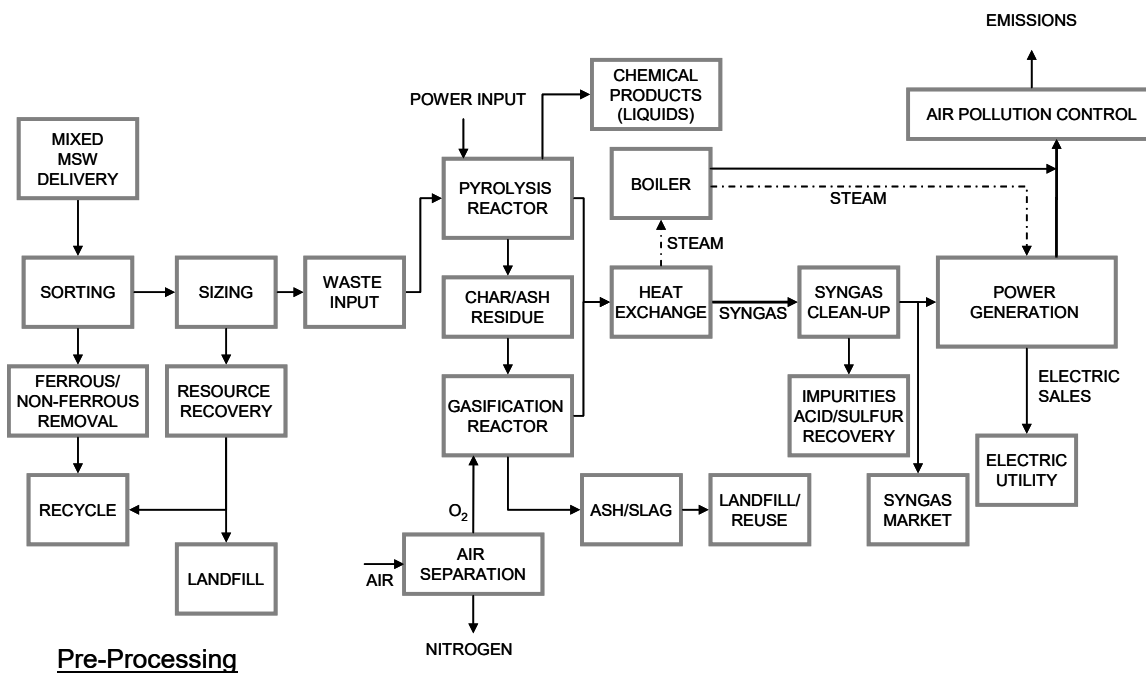 EMISSIONS
POWER INPUT
CHEMICAL
PRODUCTS
(LIQUIDS)
AIR POLLUTION CONTROL
MIXED
MSW
DELIVERY
PYROLYSIS
REACTOR
BOILER
STEAM
STEAM
SORTING
SIZING
WASTE
INPUT
CHAR/ASH
RESIDUE
HEAT
EXCHANGE
SYNGAS
SYNGAS
CLEAN-UP
POWER
GENERATION
FERROUS/
NON-FERROUS
REMOVAL
RESOURCE
RECOVERY
GASIFICATION
REACTOR
IMPURITIES
ACID/SULFUR
RECOVERY
ELECTRIC
SALES
RECYCLE
O2
ASH/SLAG
LANDFILL/
REUSE
SYNGAS
MARKET
ELECTRIC
UTILITY
LANDFILL
AIR
AIR
SEPARATION
NITROGEN
Pre-Processing